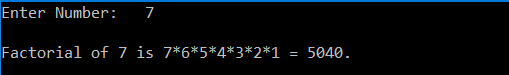 Enter Number:   7
Factorial of 7 is 7*6*5*4*3*2*1 = 5040.